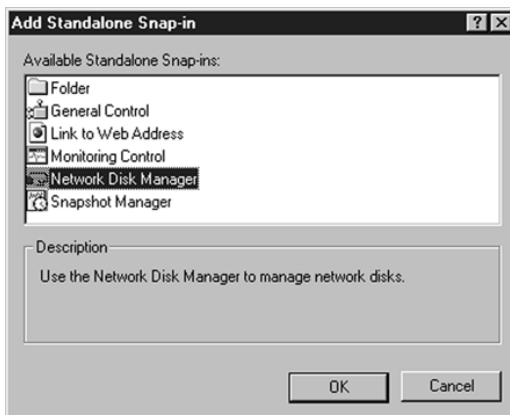 Add Standalone Snap-in
Available Standalone Snap-ins:
Folder
General Control
Link to Web Address
Monitoring Control
Network Disk Manager
Snapshot Manager
Description
Use the Network Disk Manager to manage network disks.
OK
Cancel